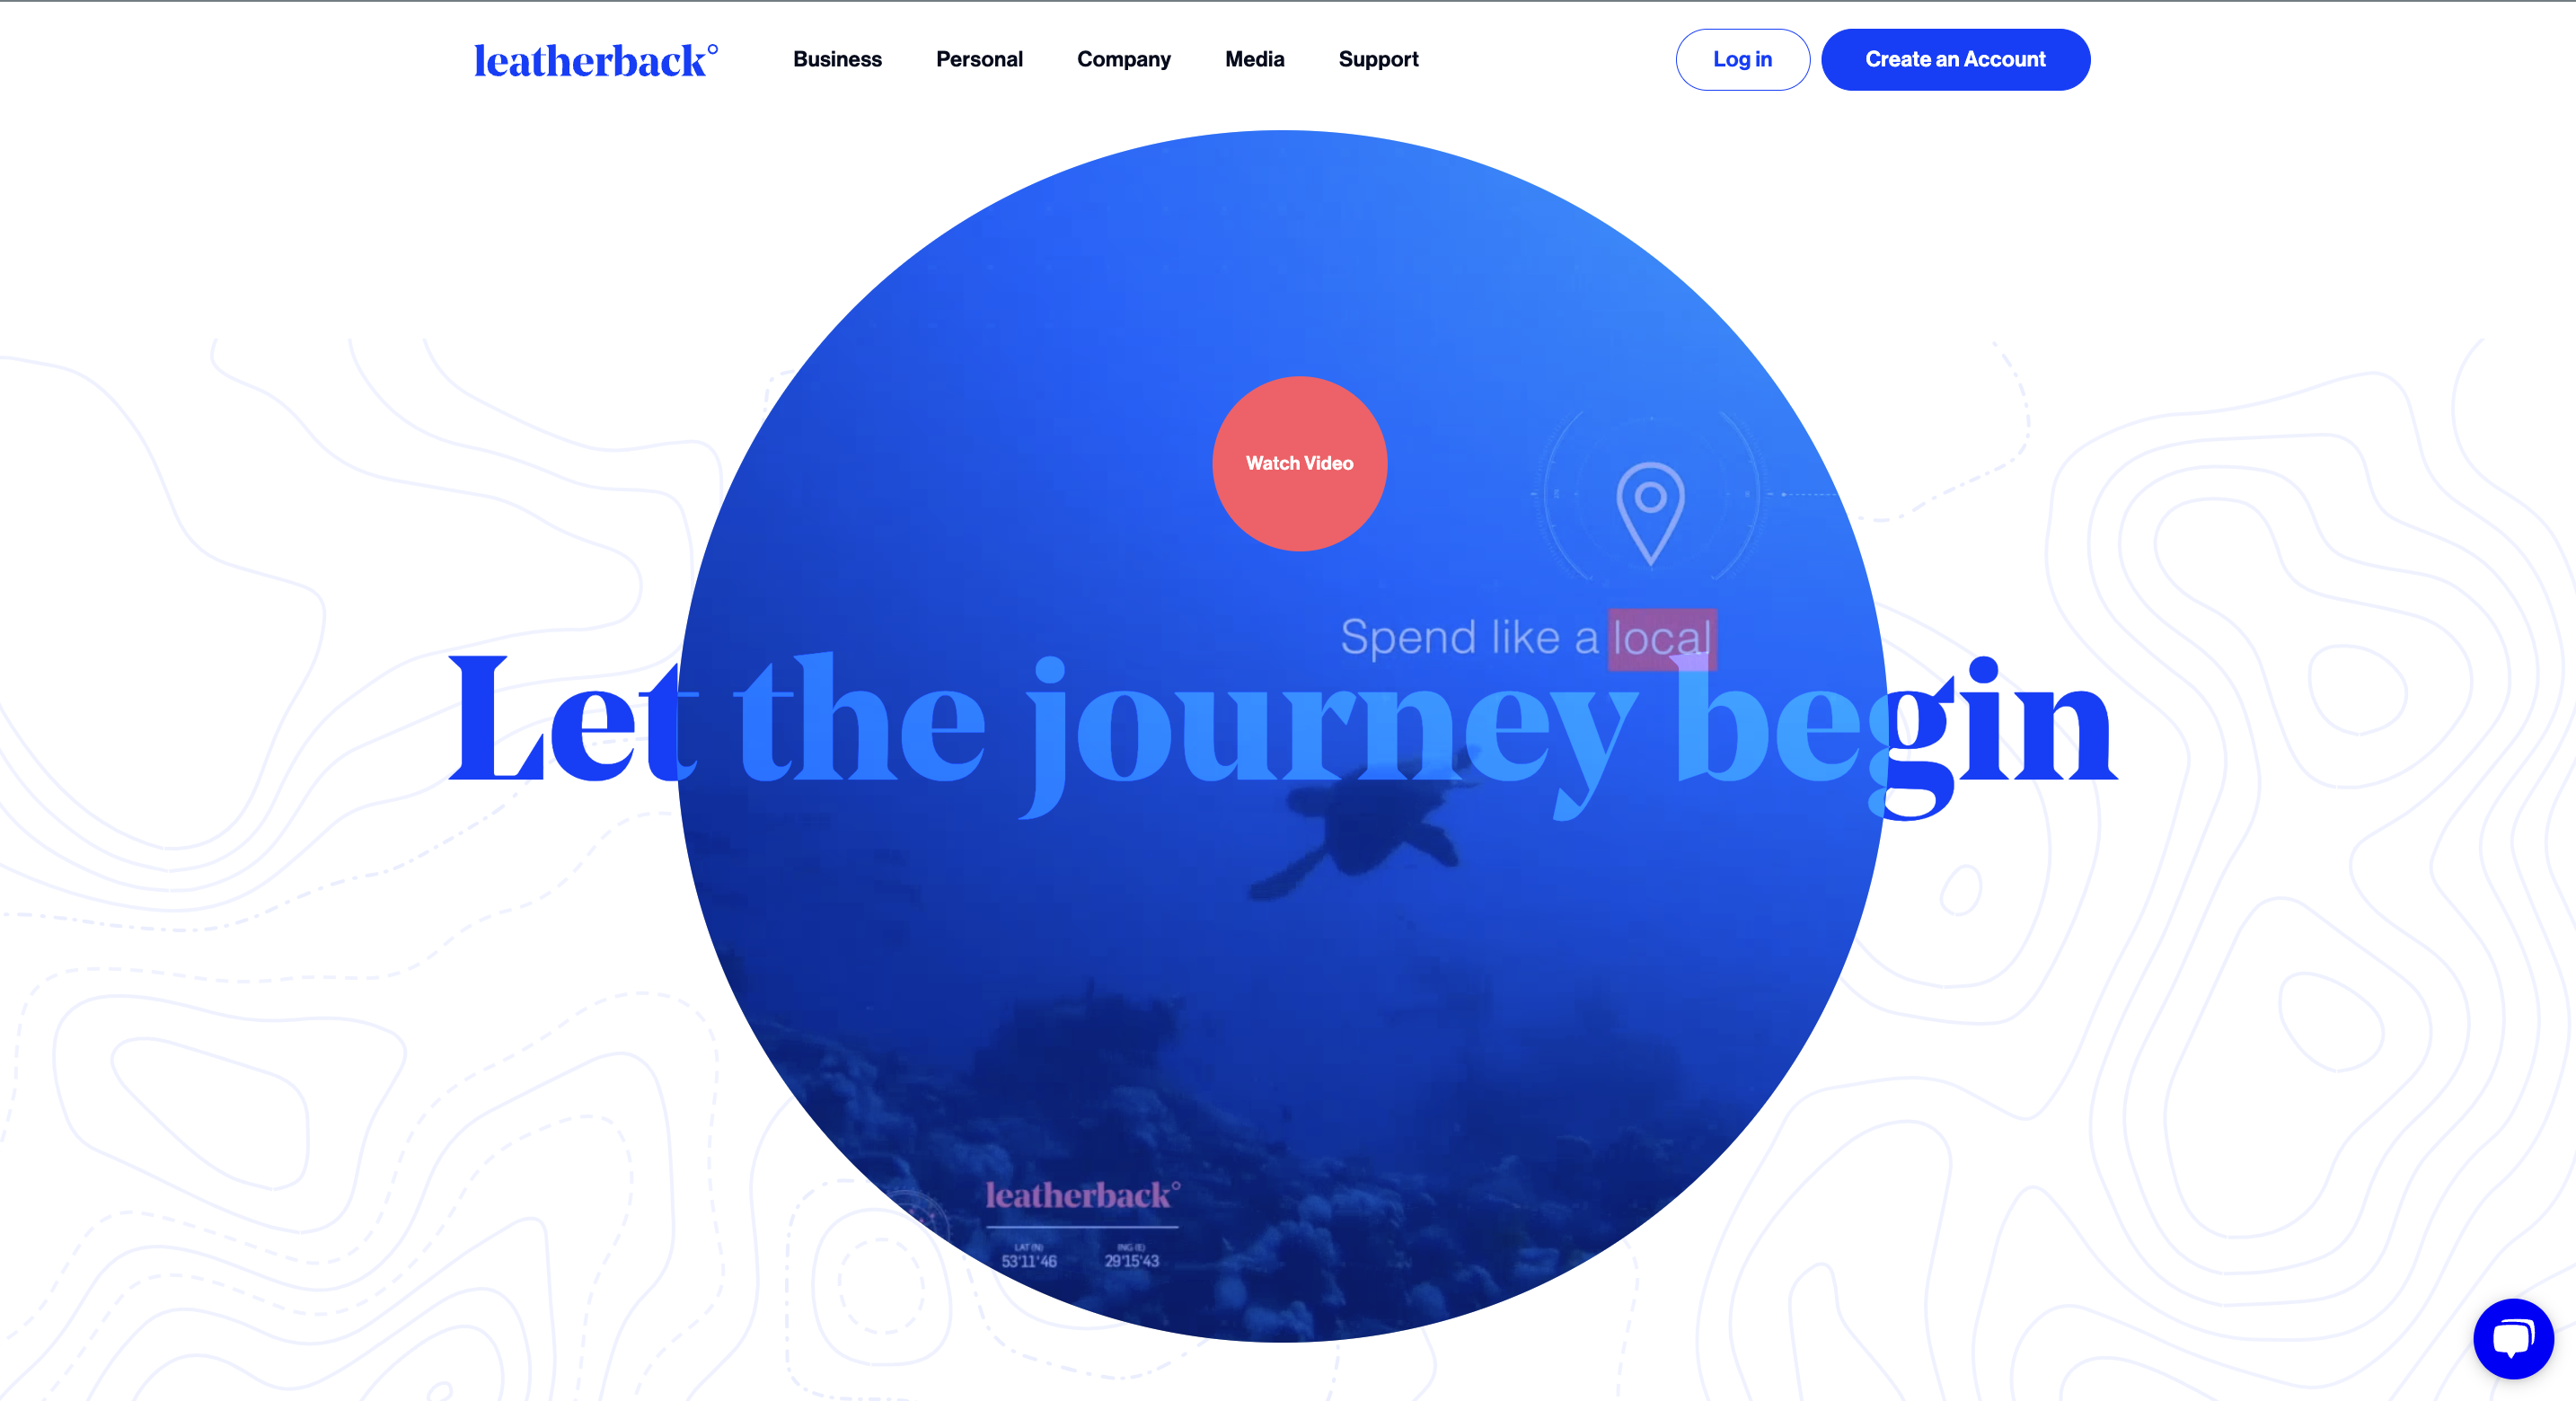 leatherback°
Business
Personal
Company
Media
Support
Log in
Create an Account
Watch Video
Spend like a local
Let the journey begin
leatherback°
LAT (N)
53'11'46
29'15'43